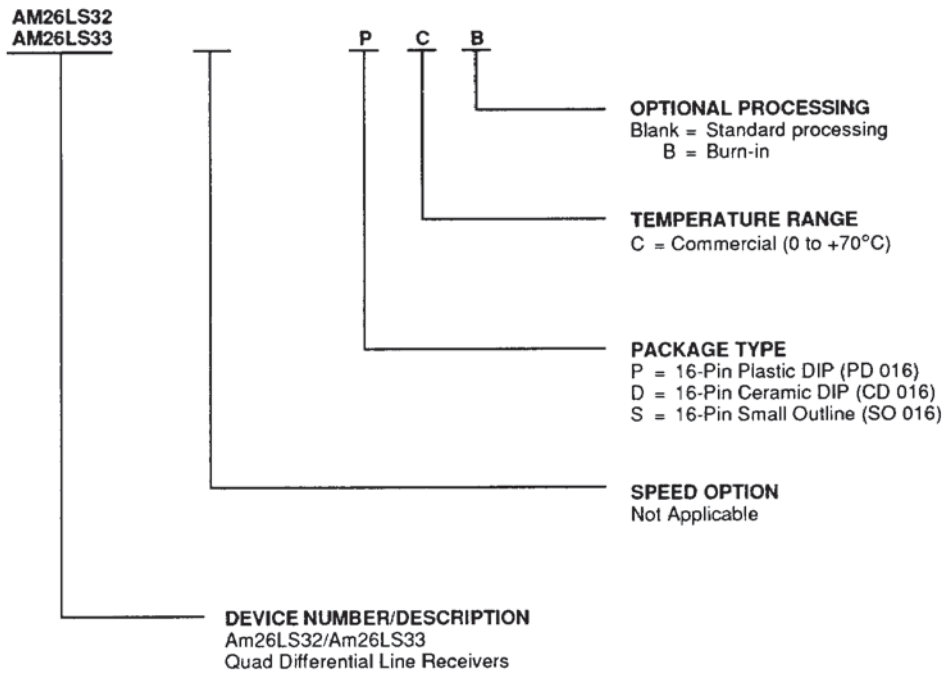 AM26LS32
AM26LS33 P C B
OPTIONAL PROCESSING
Blank = Standard processing
B = Burn-in
TEMPERATURE RANGE
C = Commercial (0 to +70°C)
PACKAGE TYPE
P = 16-Pin Plastic DIP (PD 016)
D = 16-Pin Ceramic DIP (CD 016)
S = 16-Pin Small Outline (SO 016)
SPEED OPTION
Not Applicable
DEVICE NUMBER/DESCRIPTION
Am26LS32/Am26LS33
Quad Differential Line Receivers